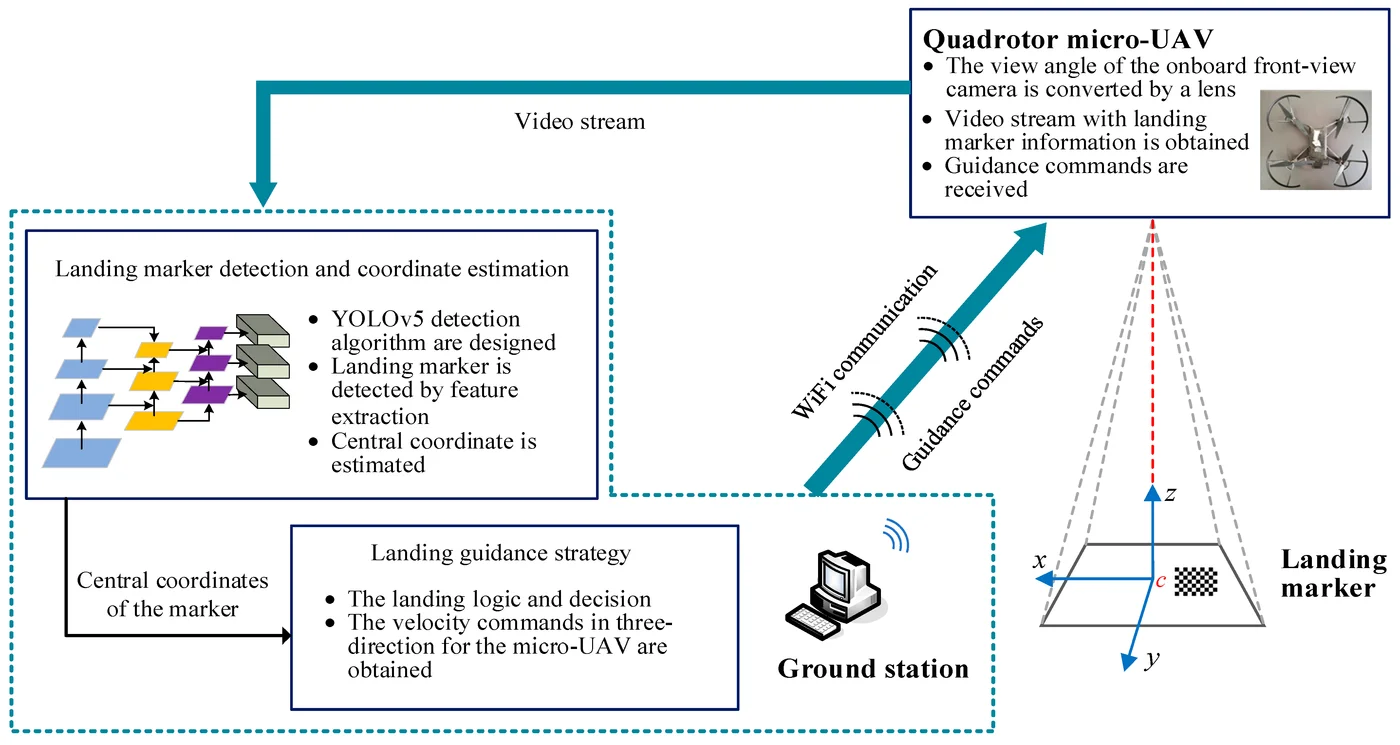 Quadrotor micro-UAV
• The view angle of the onboard front-view
camera is converted by a lens
• Video stream with landing
marker information is obtained
• Guidance commands are
received
Video stream
Landing marker detection and coordinate estimation
• YOLOv5 detection
algorithm are designed
• Landing marker is
detected by feature
extraction
• Central coordinate is
estimated
WiFi communication
Guidance commands
Central coordinates
of the marker
Landing guidance strategy
• The landing logic and decision
• The velocity commands in three-
direction for the micro-UAV are
obtained
Ground station
z
x
c
y
Landing
marker